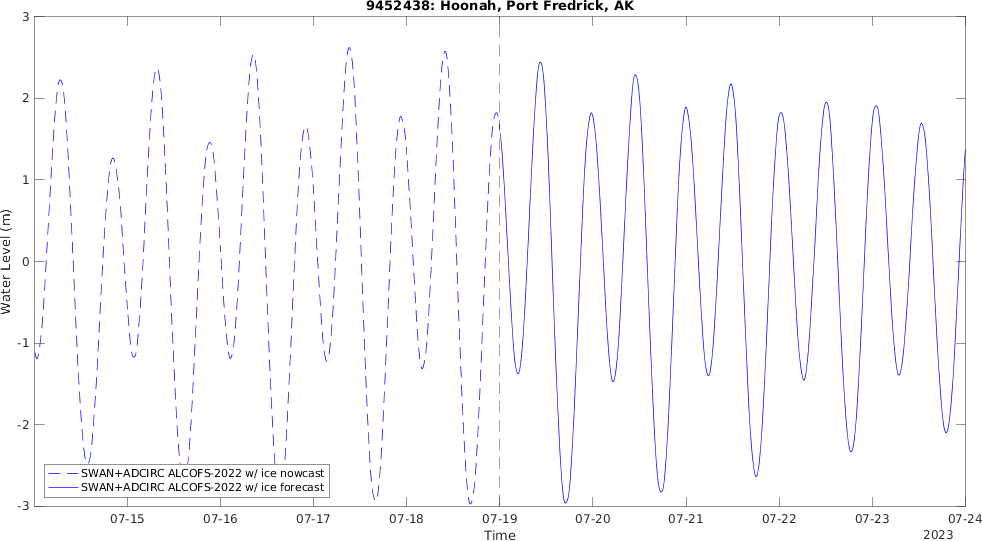 9452438: Hoonah, Port Fredrick, AK
3
2
1
0
-1
-2
-3
Water Level (m)
SWAN+ADCIRC ALCOFS-2022 w/ ice nowcast
SWAN+ADCIRC ALCOFS-2022 w/ ice forecast
07-15 07-16 07-17 07-18 07-19 07-20 07-21 07-22 07-23 07-24
Time
2023